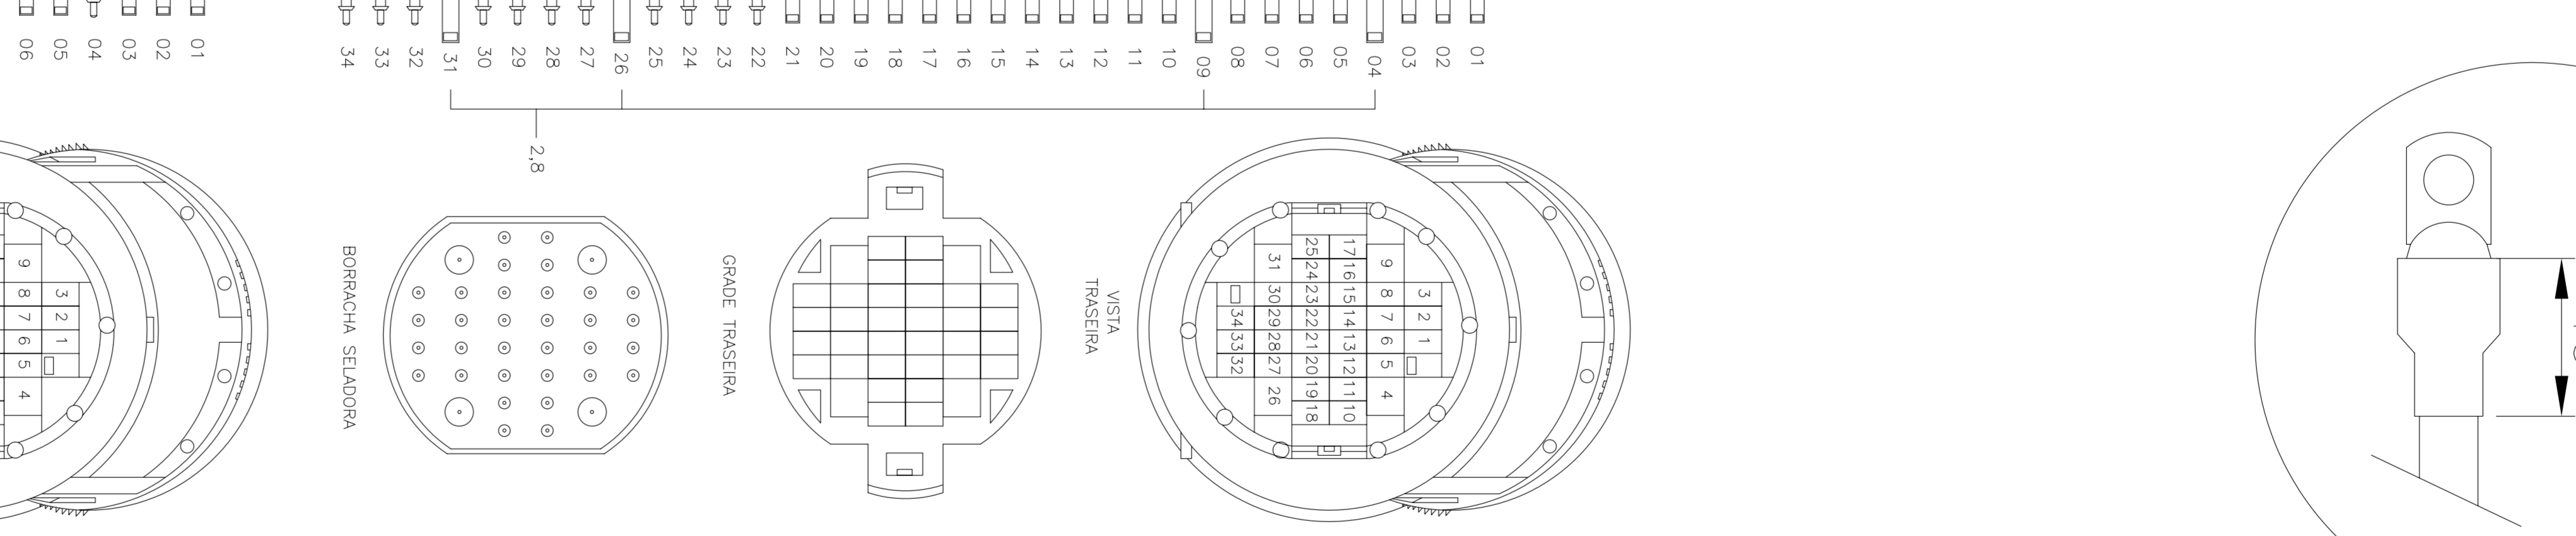 06 05 04 03 02 01
34 33 32 31 30 29 28 27 26 25 24 23 22 21 20 19 18 17 16 15 14 13 12 11 10 09 08 07 06 05 04 03 02 01
2,8
9
8 3
7 2
6 1
5
4
BORRACHA SELADORA
GRADE TRASEIRA
VISTA
TRASEIRA
31 25 17 9
24 16
30 23 15 8 3
34 29 22 14 7 2
33 28 21 13 6 1
32 27 20 12 5
26 19 11 4
18 10